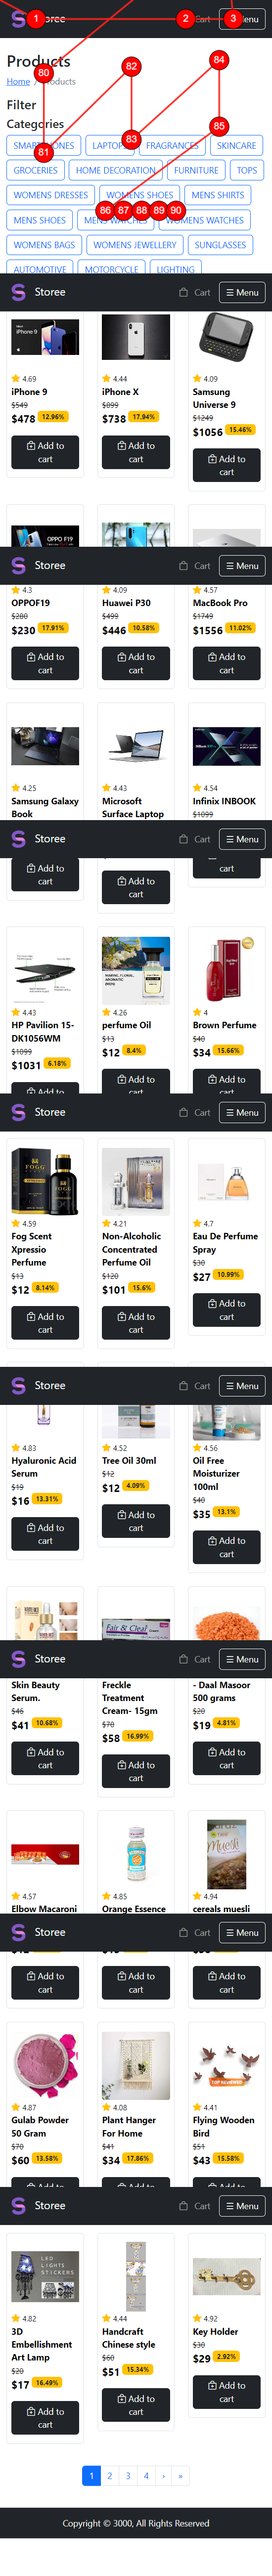 1 Storee 2 Cart 3 Menu
Products
80 82 84
Home / Products
Filter
Categories
81 83 85
SMARTPHONES LAPTOPS FRAGRANCES SKINCARE
GROCERIES HOME DECORATION FURNITURE TOPS
WOMENS DRESSES WOMENS SHOES MENS SHIRTS
86 87 88 89 90
MENS SHOES MENS WATCHES WOMENS WATCHES
WOMENS BAGS WOMENS JEWELLERY SUNGLASSES
AUTOMOTIVE MOTORCYCLE LIGHTING
Storee Cart ☰ Menu
iPhone 9
4.69 4.44 4.09
iPhone 9 iPhone X Samsung Universe 9
$549 $899 $1249
$478 12.96% $738 17.94% $1056 15.46%
Add to cart Add to cart Add to cart
OPPO F19
Storee Cart ☰ Menu
4.3 4.09 4.57
OPPOF19 Huawei P30 MacBook Pro
$280 $499 $1749
$230 17.91% $446 10.58% $1556 11.02%
Add to cart Add to cart Add to cart
4.25 4.43 4.54
Samsung Galaxy Book Microsoft Surface Laptop Infinix INBOOK
$1099
Storee Cart ☰ Menu
Add to cart Add to cart cart
4.43 4.26 4
HP Pavilion 15-DK1056WM perfume Oil Brown Perfume
$1099 $13 $40
$1031 6.18% $12 8.4% $34 15.66%
Add to Add to cart Add to cart
Storee Cart ☰ Menu
FOGG
4.59 4.21 4.7
Fog Scent Xpressio Perfume Non-Alcoholic Concentrated Perfume Oil Eau De Perfume Spray
$13 $120 $30
$12 8.14% $101 15.6% $27 10.99%
Add to cart Add to cart Add to cart
Storee Cart ☰ Menu
4.83 4.52 4.56
Hyaluronic Acid Serum Tree Oil 30ml Oil Free Moisturizer 100ml
$19 $12 $40
$16 13.31% $12 4.09% $35 13.1%
Add to cart Add to cart Add to cart
Fair & Clear
Storee Cart ☰ Menu
Skin Beauty Serum. Freckle Treatment Cream- 15gm - Daal Masoor 500 grams
$46 $70 $20
$41 10.68% $58 16.99% $19 4.81%
Add to cart Add to cart Add to cart
Muesli
4.57 4.85 4.94
Elbow Macaroni Orange Essence cereals muesli
Storee Cart ☰ Menu
Add to cart Add to cart Add to cart
TOP REVIEWED
4.87 4.08 4.41
Gulab Powder 50 Gram Plant Hanger For Home Flying Wooden Bird
$70 $41 $51
$60 13.58% $34 17.86% $43 15.58%
Storee Cart ☰ Menu
LED
LIGHTS
STICKERS
4.82 4.44 4.92
3D Embellishment Art Lamp Handcraft Chinese style Key Holder
$20 $60 $30
$17 16.49% $51 15.34% $29 2.92%
Add to cart Add to cart Add to cart
1 2 3 4 › »
Copyright © 3000, All Rights Reserved